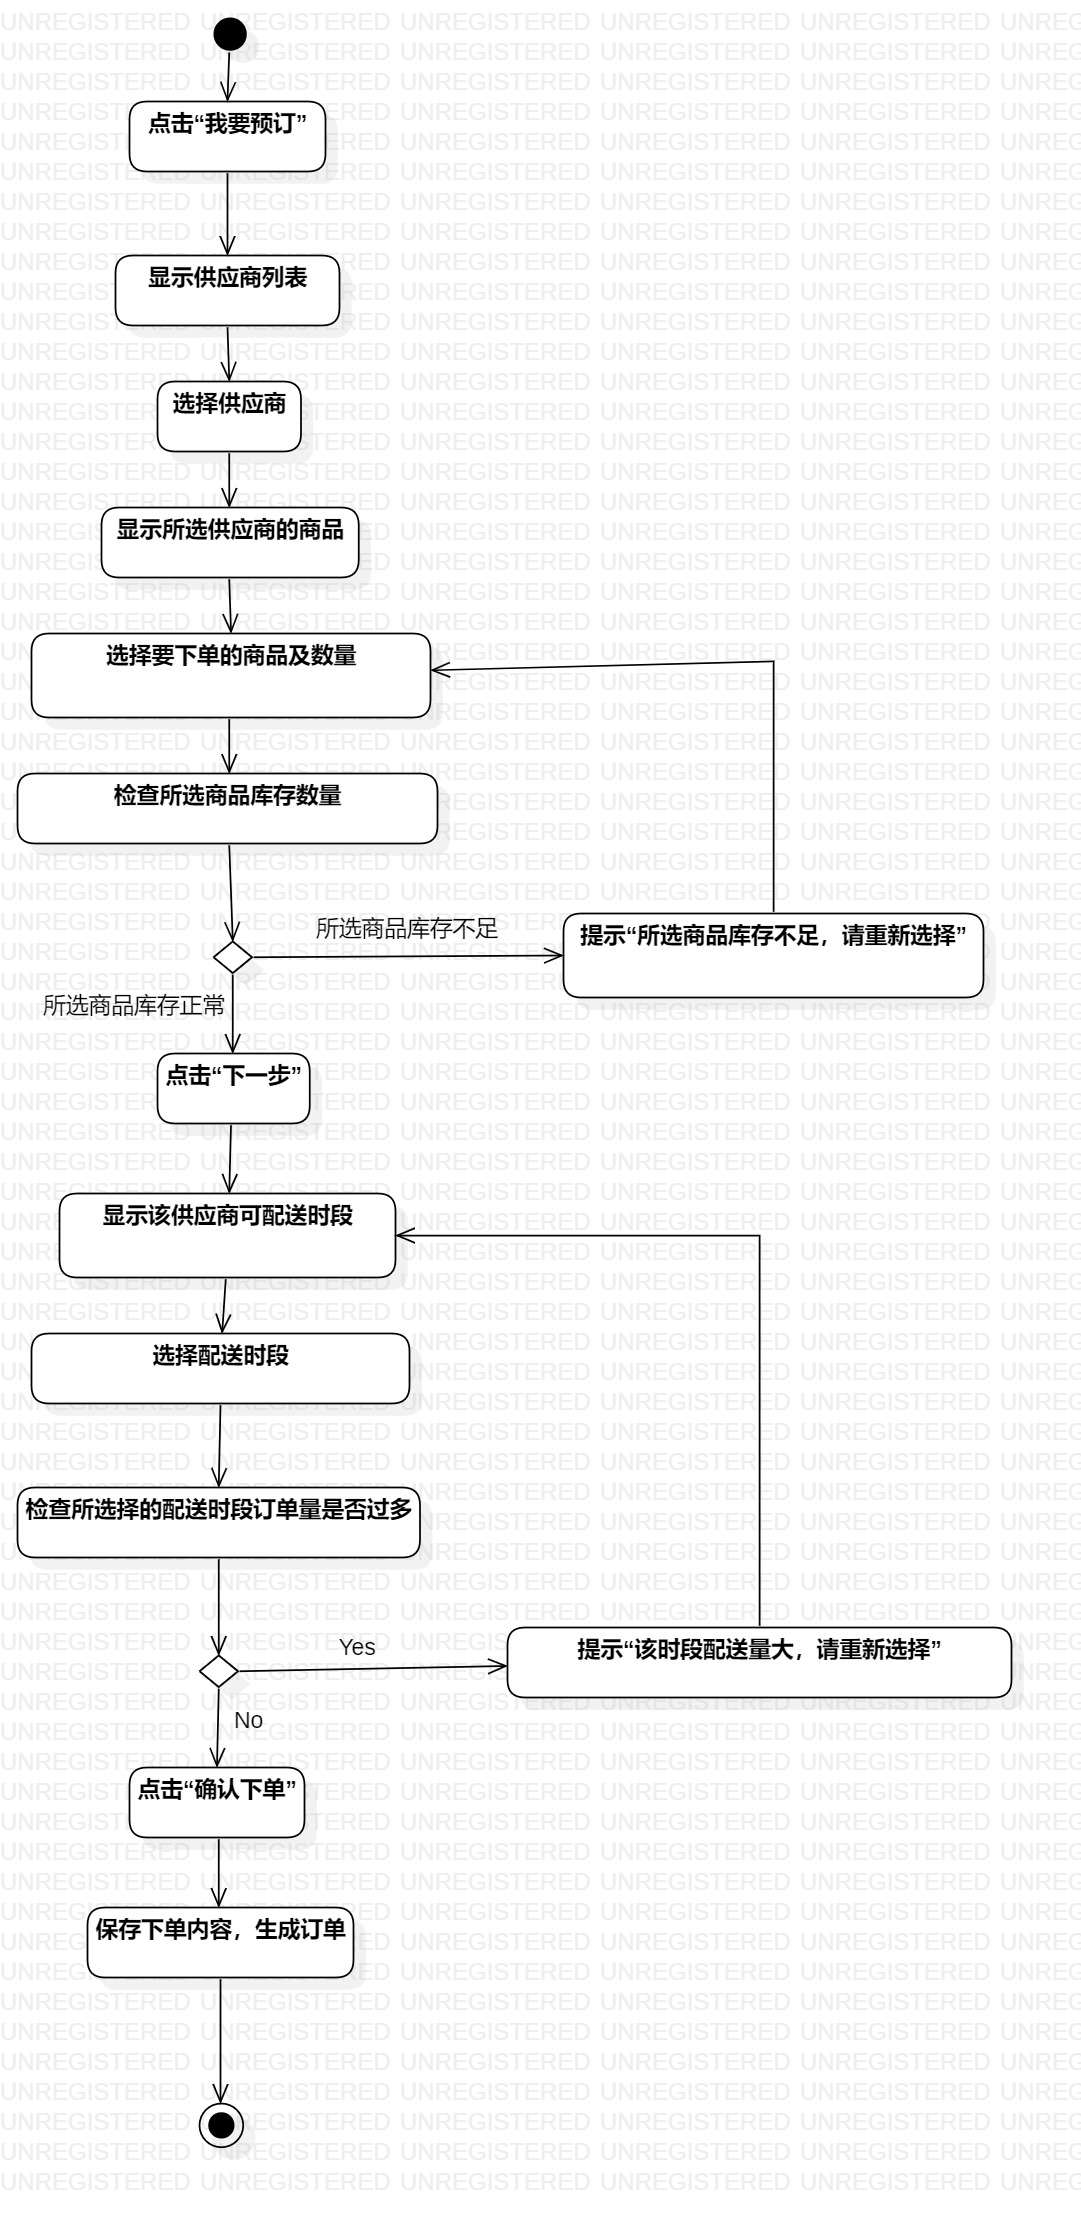 点击“我要预订”
显示供应商列表
选择供应商
显示所选供应商的商品
选择要下单的商品及数量
检查所选商品库存数量
所选商品库存不足
提示“所选商品库存不足，请重新选择”
所选商品库存正常
点击“下一步”
显示该供应商可配送时段
选择配送时段
检查所选择的配送时段订单量是否过多
Yes
提示“该时段配送量大，请重新选择”
No
点击“确认下单”
保存下单内容，生成订单
UNREGISTERED